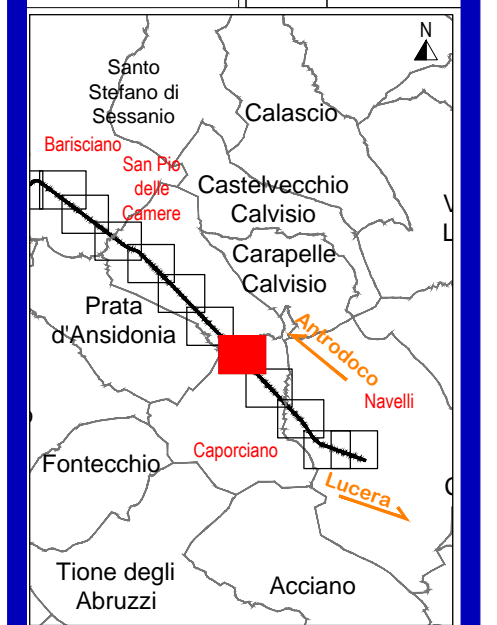 N
Santo
Stefano di
Sessanio
Calascio
Barisciano
San Pio
delle
Camere
Castelvecchio
Calvisio
Carapelle
Calvisio
Prata
d'Ansidonia
Antrodoco
Navelli
Caporciano
Fontecchio
Lucera
Tione degli
Abruzzi
Acciano